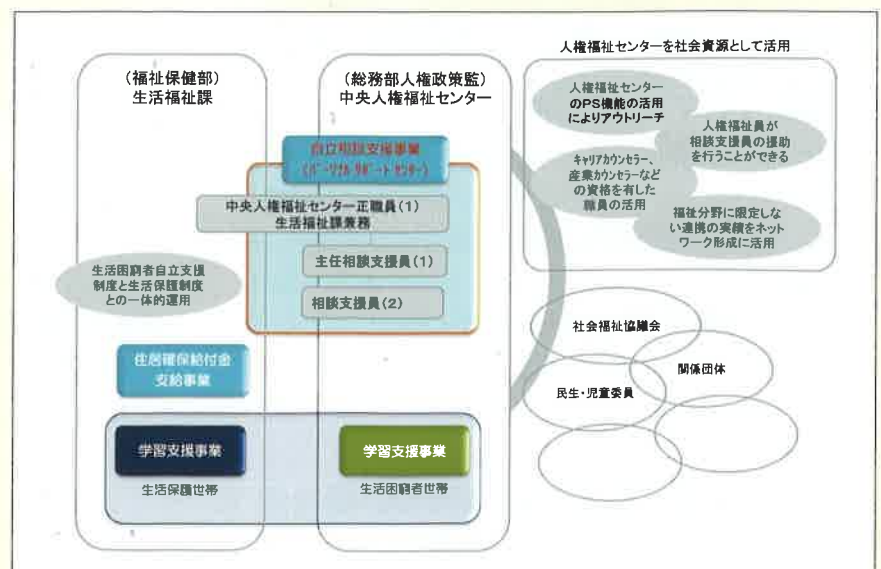 人権福祉センターを社会資源として活用
（福祉保健部）
生活福祉課
（総務部人権政策監）
中央人権福祉センター
人権福祉センター
のPS機能の活用
によりアウトリーチ
人権福祉員が
相談支援員の援助
を行うことができる
キャリアカウンセラー、
産業カウンセラーなど
の資格を有した
職員の活用
福祉分野に限定しな
い連携の実績をネット
ワーク形成に活用
自立相談支援事業
（パーソナルサポートセンター）
中央人権福祉センター正職員（1）
生活福祉課兼務
主任相談支援員（1）
相談支援員（2）
生活困窮者自立支援
制度と生活保護制度
との一体的運用
住居確保給付金
支給事業
学習支援事業
生活保護世帯
学習支援事業
生活困窮者世帯
社会福祉協議会
関係団体
民生・児童委員